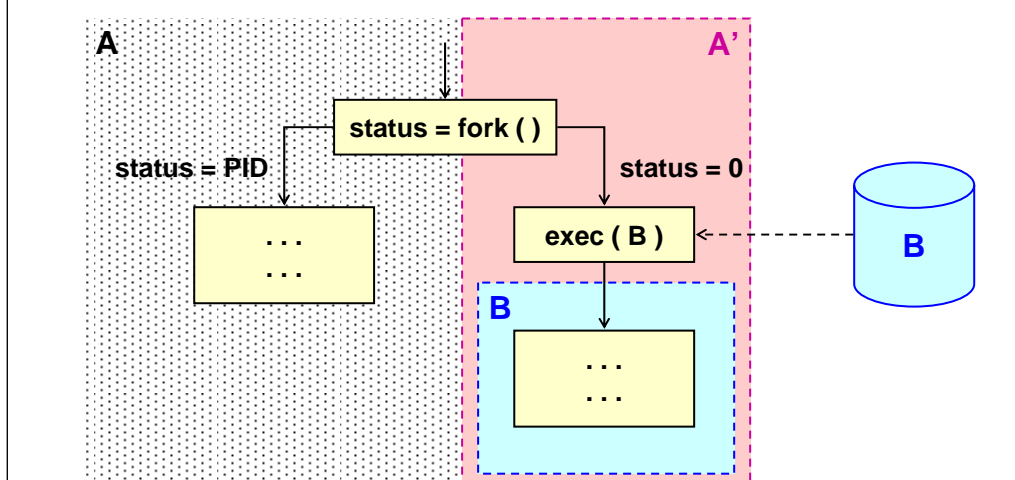 A
A’
status = fork ( )
status = PID
status = 0
. . .
. . .
exec ( B )
B
B
. . .
. . .